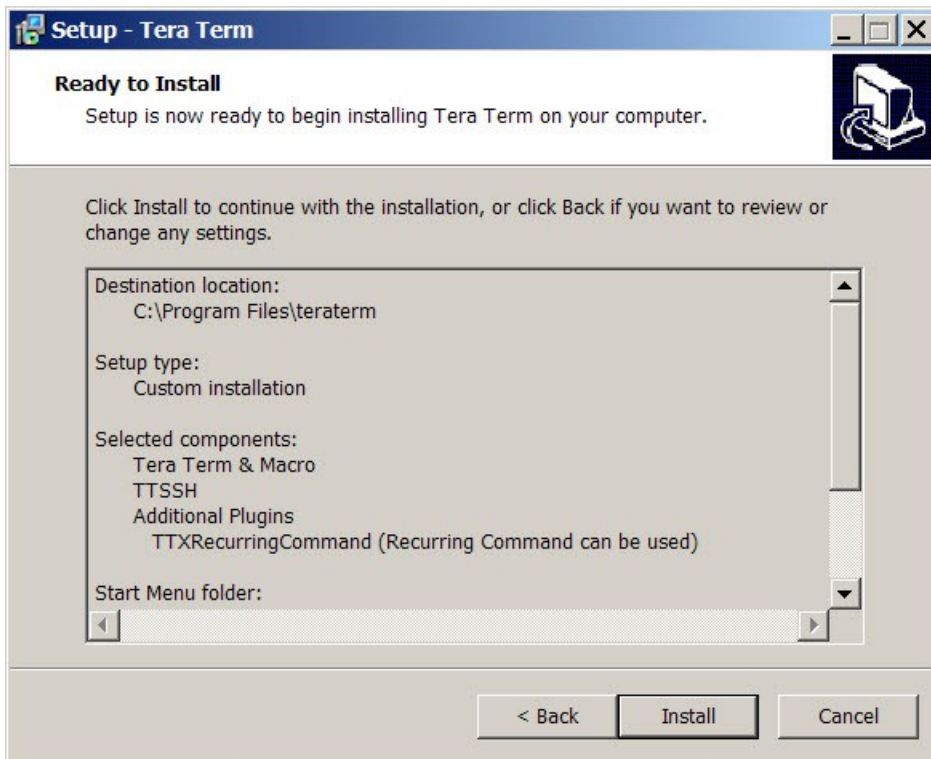 Setup - Tera Term
Ready to Install
Setup is now ready to begin installing Tera Term on your computer.
Click Install to continue with the installation, or click Back if you want to review or
change any settings.
Destination location:
C:\Program Files\teraterm
Setup type:
Custom installation
Selected components:
Tera Term & Macro
TTSSH
Additional Plugins
TTXRecurringCommand (Recurring Command can be used)
Start Menu folder:
< Back
Install
Cancel